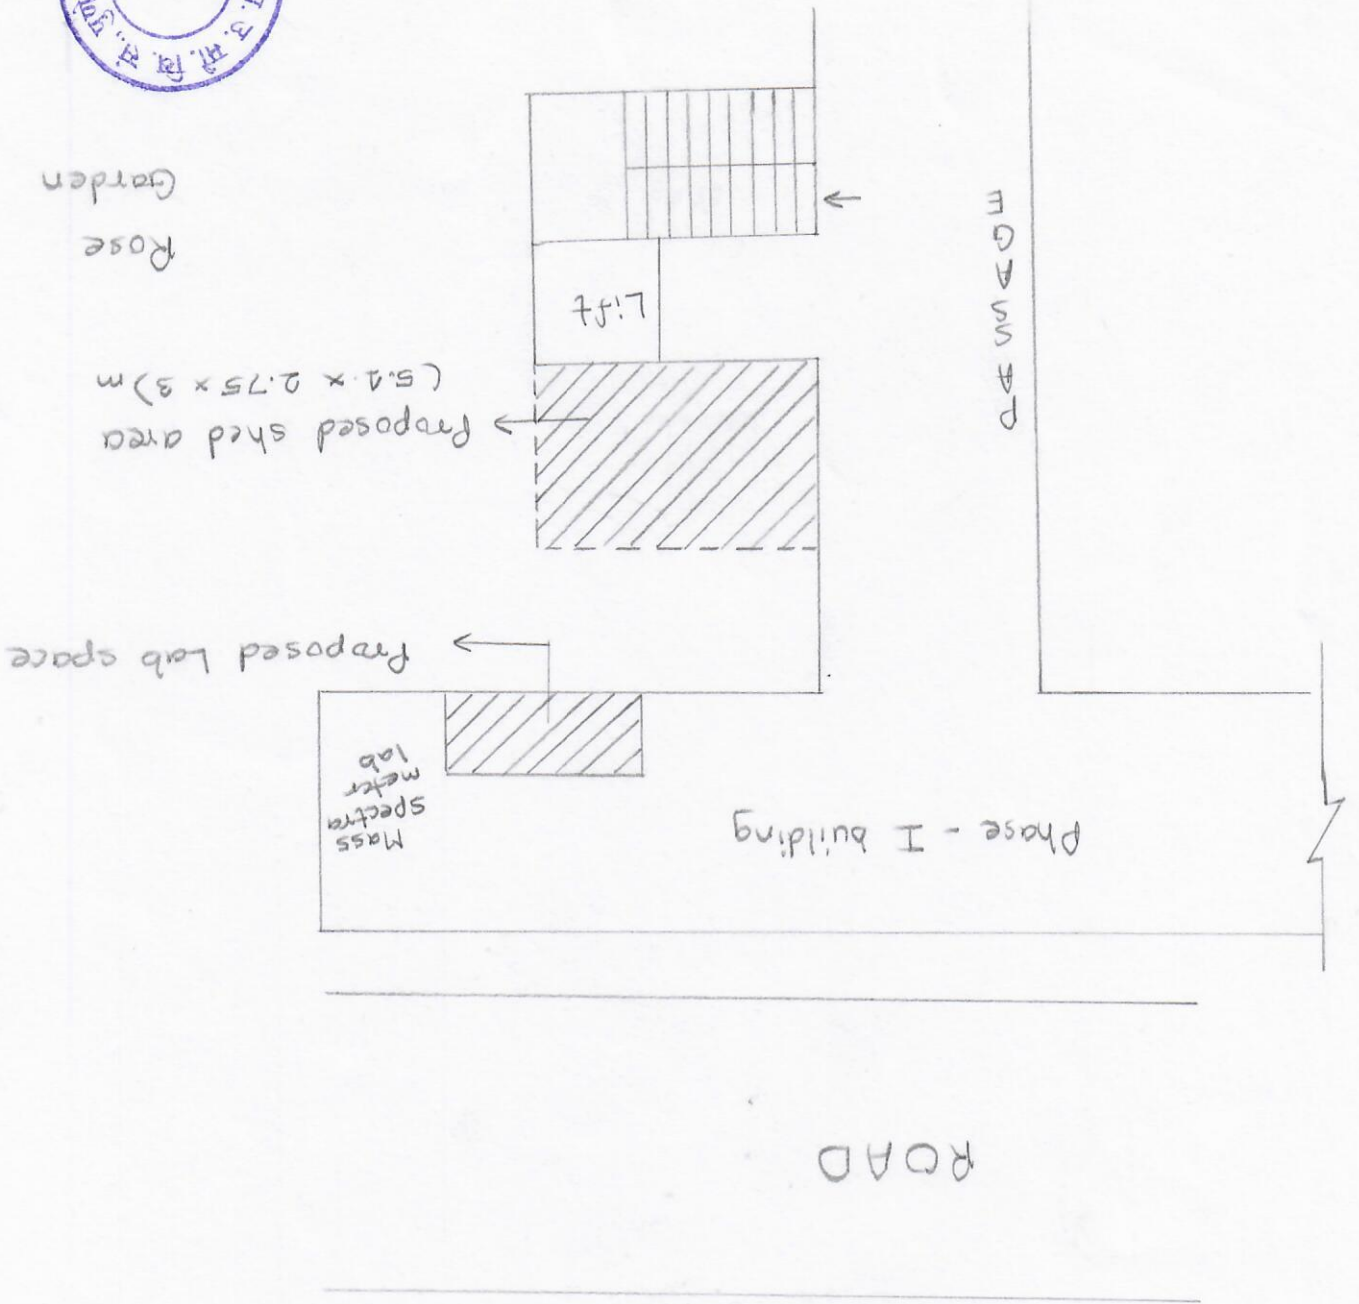 ROAD
Phase - I building
Mass
spectra
meter
lab
Proposed Lab space
Proposed shed area
(5.1 x 2.75 x 3) m
Lift
PASSAGE
Rose
Garden